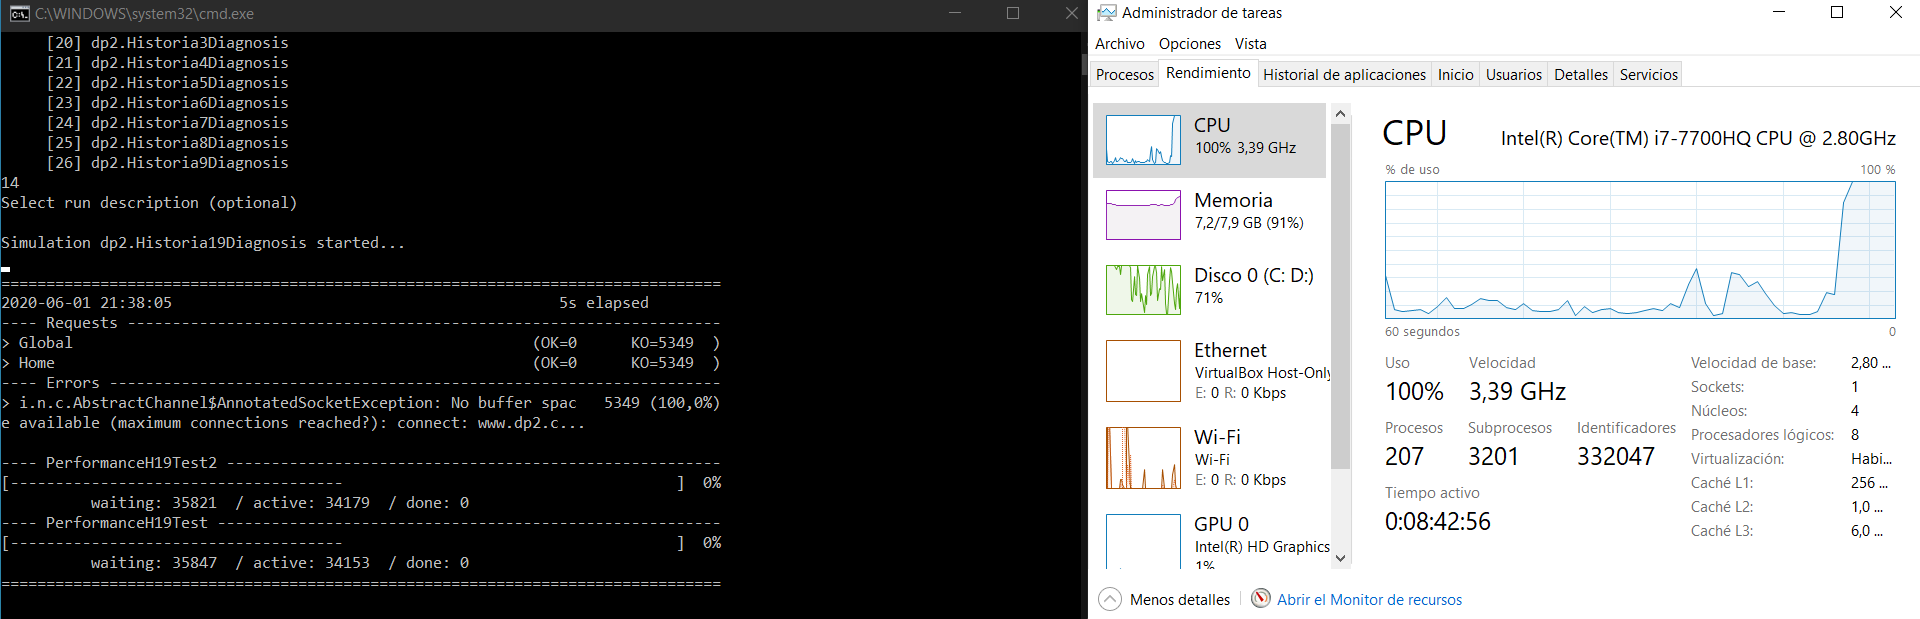 C:\WINDOWS\system32\cmd.exe
[20] dp2.Historia3Diagnosis
[21] dp2.Historia4Diagnosis
[22] dp2.Historia5Diagnosis
[23] dp2.Historia6Diagnosis
[24] dp2.Historia7Diagnosis
[25] dp2.Historia8Diagnosis
[26] dp2.Historia9Diagnosis
14
Select run description (optional)
Simulation dp2.Historia19Diagnosis started...
================================================================================
2020-06-01 21:38:05 5s elapsed
---- Requests ------------------------------------------------------------------
> Global (OK=0 KO=5349 )
> Home (OK=0 KO=5349 )
---- Errors --------------------------------------------------------------------
> i.n.c.AbstractChannel$AnnotatedSocketException: No buffer spac 5349 (100,0%)
e available (maximum connections reached?): connect: www.dp2.c...
---- PerformanceH19Test2 -------------------------------------------------------
[------------------------------------- ] 0%
waiting: 35821 / active: 34179 / done: 0
---- PerformanceH19Test --------------------------------------------------------
[------------------------------------- ] 0%
waiting: 35847 / active: 34153 / done: 0
================================================================================
Administrador de tareas
Archivo Opciones Vista
Procesos Rendimiento Historial de aplicaciones Inicio Usuarios Detalles Servicios
CPU
100% 3,39 GHz
Memoria
7,2/7,9 GB (91%)
Disco 0 (C: D:)
71%
Ethernet
VirtualBox Host-Only
E: 0 R: 0 Kbps
Wi-Fi
Wi-Fi
E: 0 R: 0 Kbps
GPU 0
Intel(R) HD Graphics
1%
CPU Intel(R) Core(TM) i7-7700HQ CPU @ 2.80GHz
% de uso 100 %
60 segundos 0
Uso Velocidad
100% 3,39 GHz
Procesos Subprocesos Identificadores
207 3201 332047
Tiempo activo
0:08:42:56
Velocidad de base: 2,80 ...
Sockets: 1
Núcleos: 4
Procesadores lógicos: 8
Virtualización: Habi...
Caché L1: 256 ...
Caché L2: 1,0 ...
Caché L3: 6,0 ...
Menos detalles Abrir el Monitor de recursos